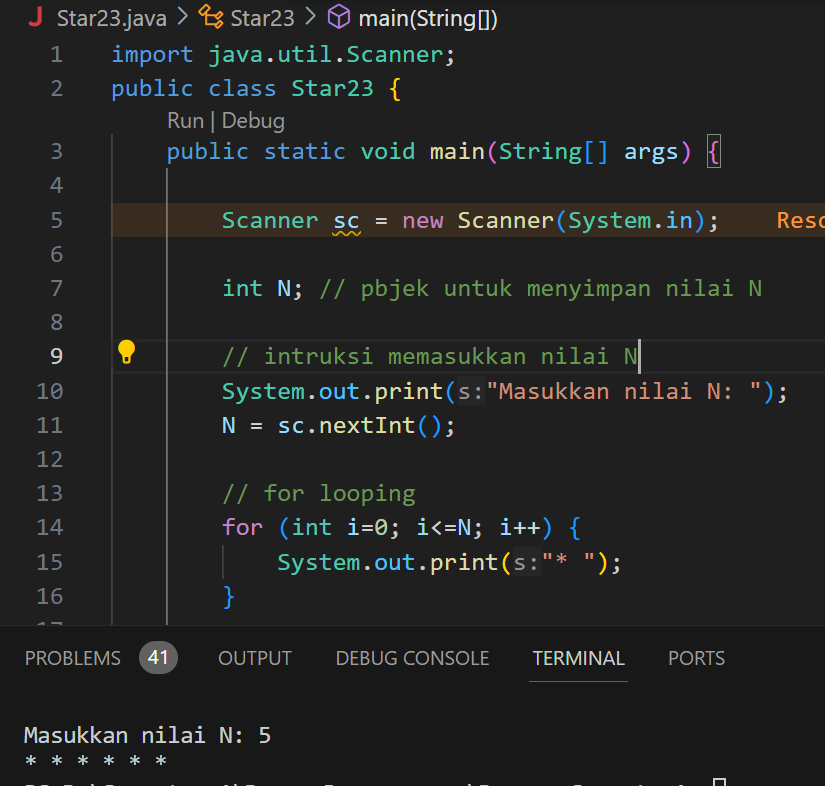 Star23.java > Star23 > main(String[])
1 import java.util.Scanner;
2 public class Star23 {
Run | Debug
3 public static void main(String[] args) {
4
5 Scanner sc = new Scanner(System.in);
6
7 int N; // pbjek untuk menyimpan nilai N
8
9 // intruksi memasukkan nilai N
10 System.out.print(s:"Masukkan nilai N: ");
11 N = sc.nextInt();
12
13 // for looping
14 for (int i=0; i<=N; i++) {
15 System.out.print(s:"* ");
16 }
PROBLEMS 41 OUTPUT DEBUG CONSOLE TERMINAL PORTS
Masukkan nilai N: 5
* * * * * *